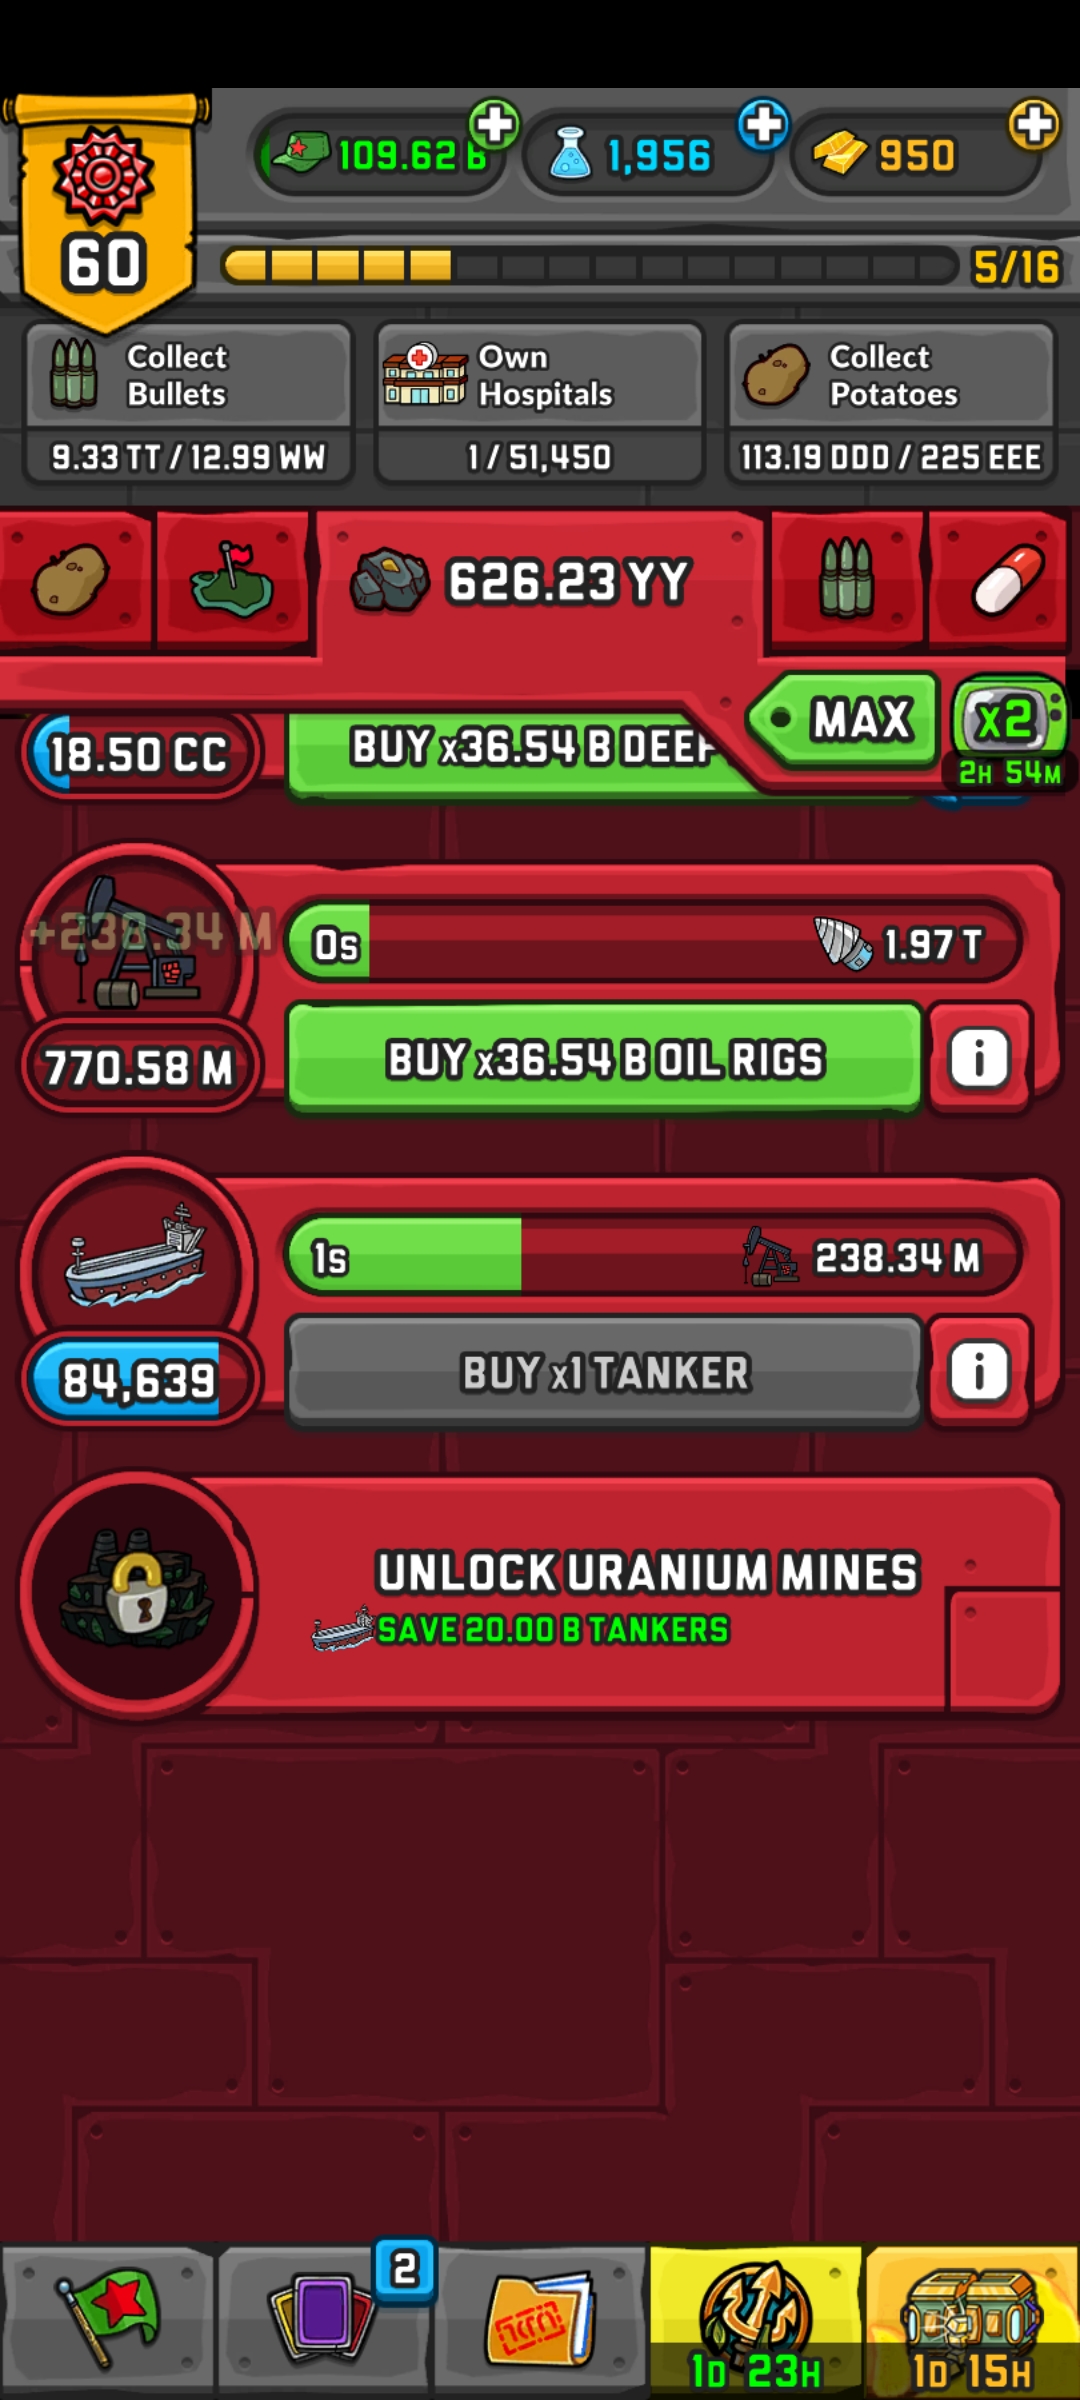 60
109.62 B
1,956
950
5/16
Collect
Bullets
9.33 TT / 12.99 WW
Own
Hospitals
1 / 51,450
Collect
Potatoes
113.19 DDD / 225 EEE
626.23 YY
MAX
x2
2H 54M
18.50 CC
BUY x36.54 B DEEP
+238.34 M
0s
1.97 T
770.58 M
BUY x36.54 B OIL RIGS
i
1s
238.34 M
84,639
BUY x1 TANKER
i
UNLOCK URANIUM MINES
SAVE 20.00 B TANKERS
2
1D 23H
1D 15H